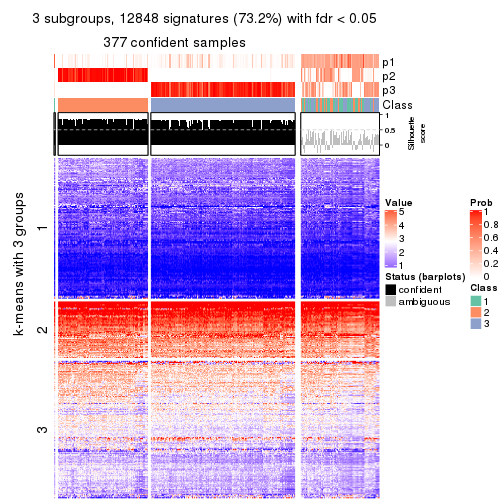 3 subgroups, 12848 signatures (73.2%) with fdr < 0.05
377 confident samples
p1
p2
p3
Class
1
0.5
0
Silhouette
score
k-means with 3 groups
1
2
3
Value
5
4
3
2
1
Status (barplots)
confident
ambiguous
Prob
1
0.8
0.6
0.4
0.2
0
Class
1
2
3